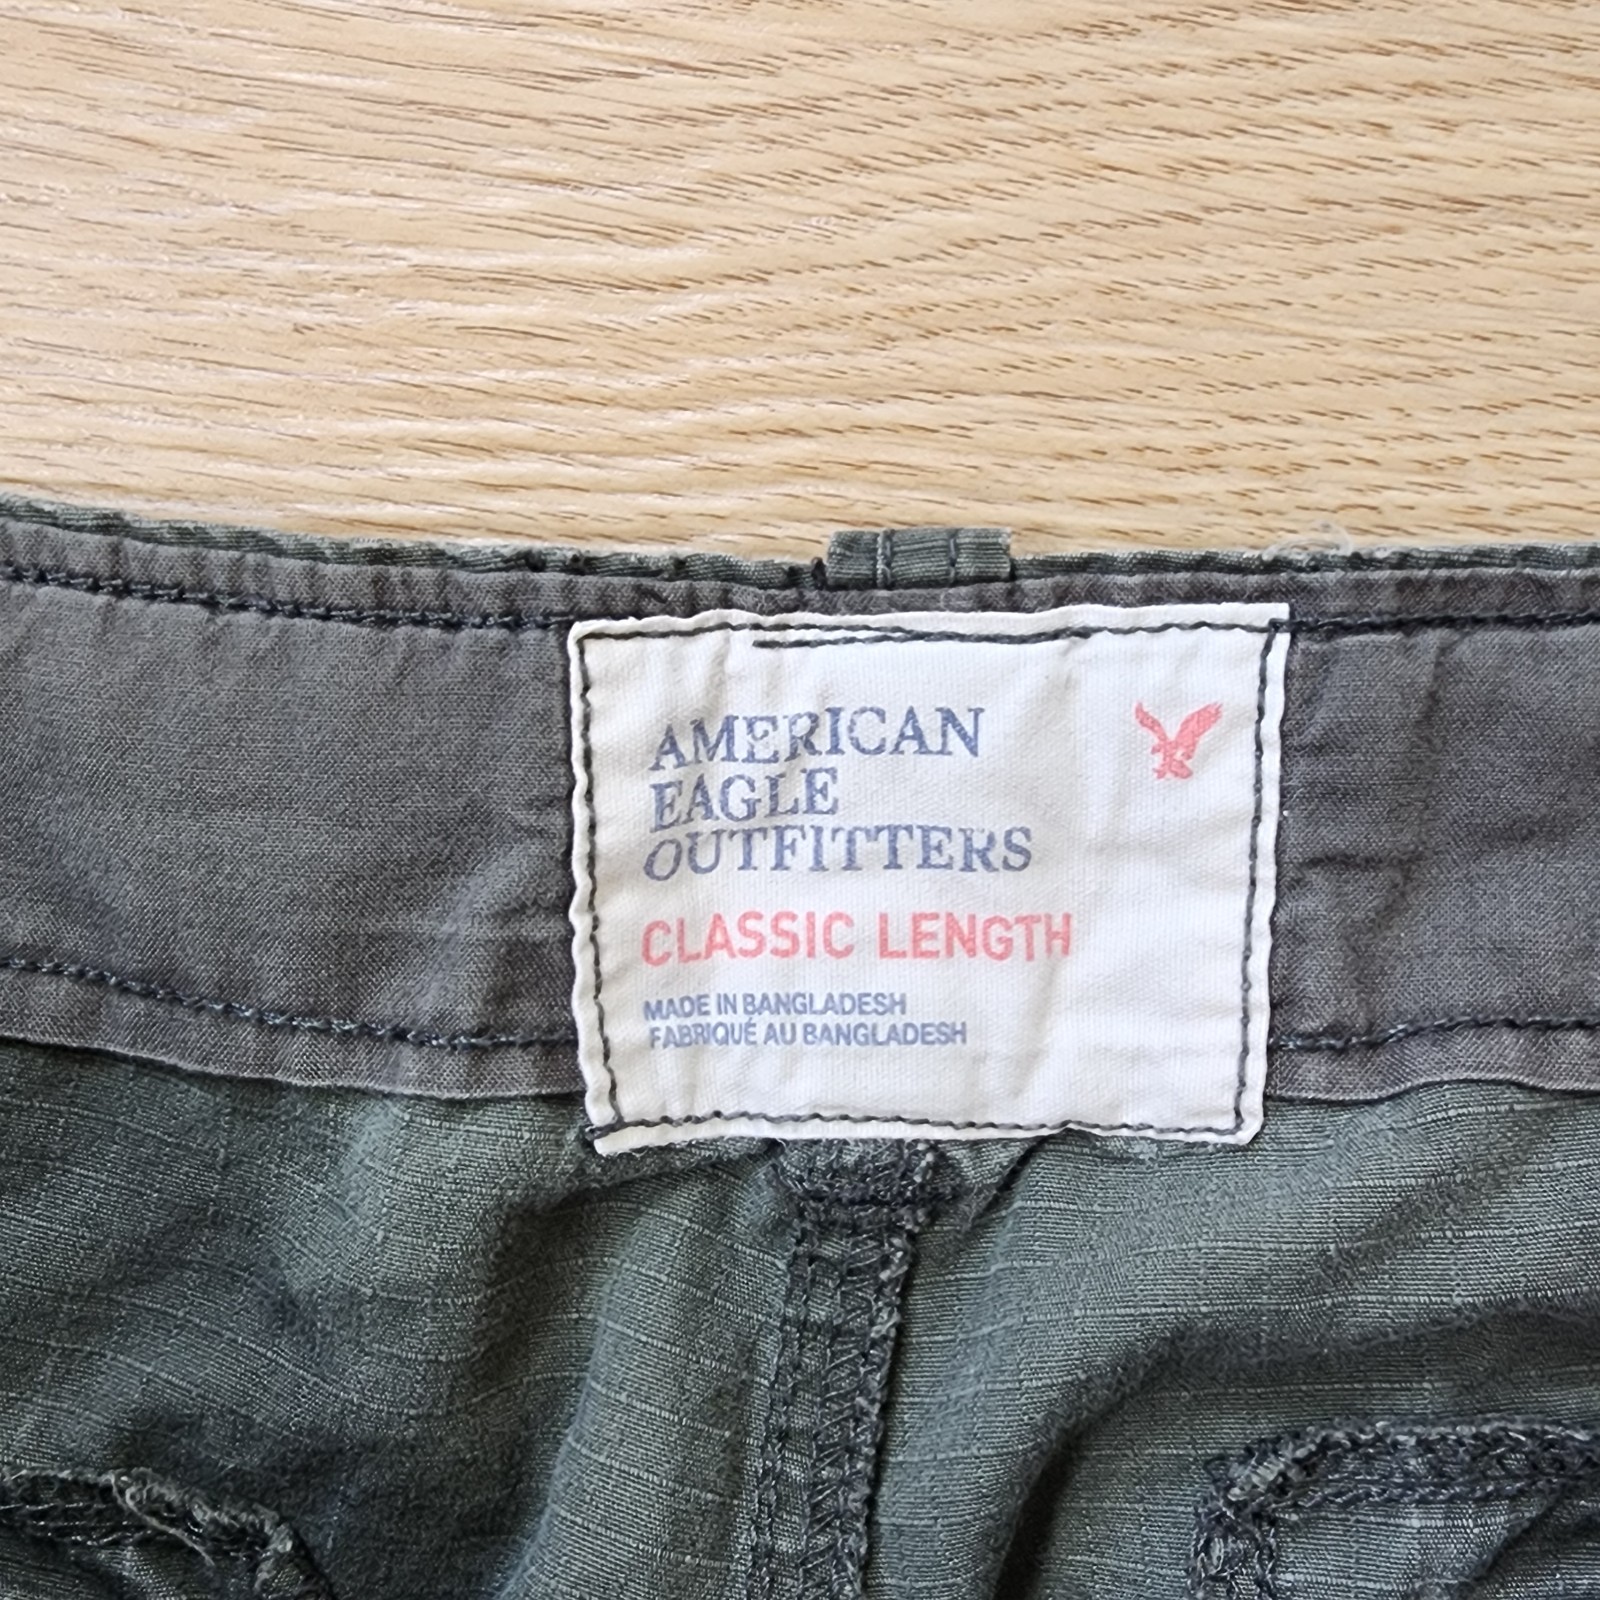 AMERICAN
EAGLE
OUTFITTERS
CLASSIC LENGTH
MADE IN BANGLADESH
FABRIQUÉ AU BANGLADESH